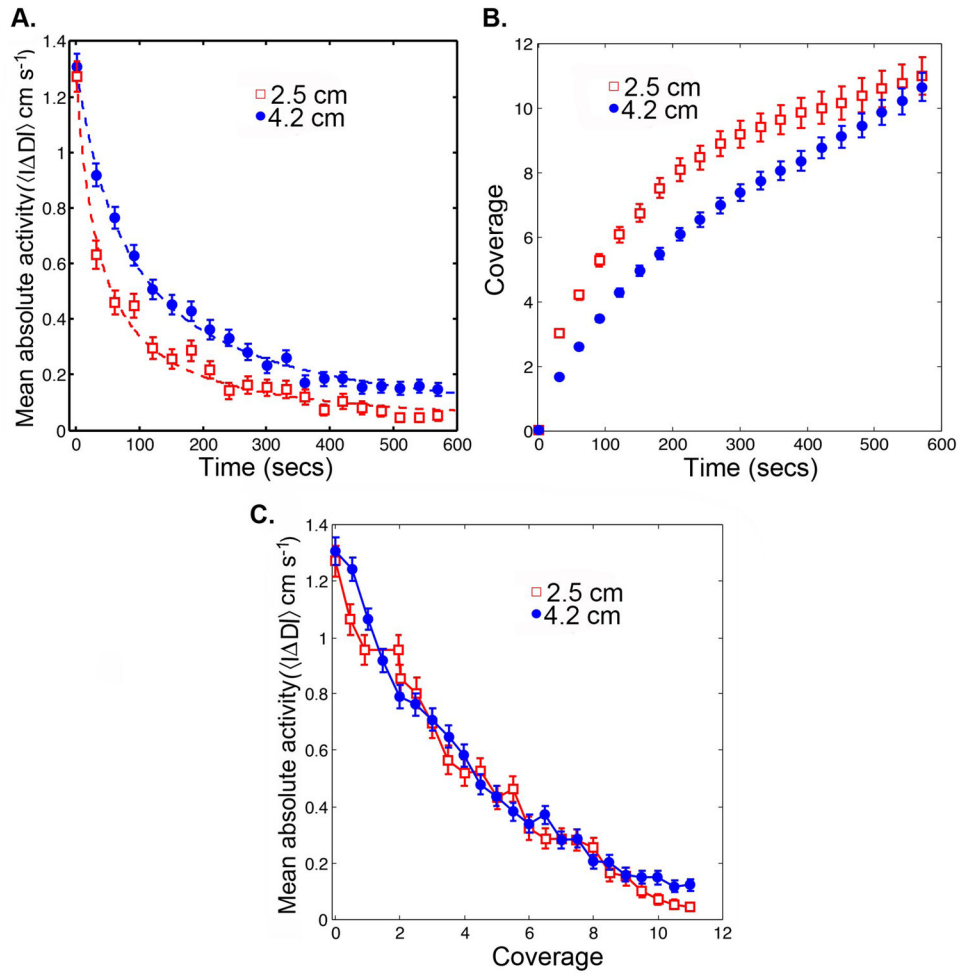 A.
Mean absolute activity(⟨|ΔD|⟩ cm s⁻¹)
1.4
1.2
1
0.8
0.6
0.4
0.2
0
2.5 cm
4.2 cm
0 100 200 300 400 500 600
Time (secs)
B.
Coverage
12
10
8
6
4
2
0
2.5 cm
4.2 cm
0 100 200 300 400 500 600
Time (secs)
C.
Mean absolute activity(⟨|ΔD|⟩ cm s⁻¹)
1.4
1.2
1
0.8
0.6
0.4
0.2
0
2.5 cm
4.2 cm
0 2 4 6 8 10 12
Coverage